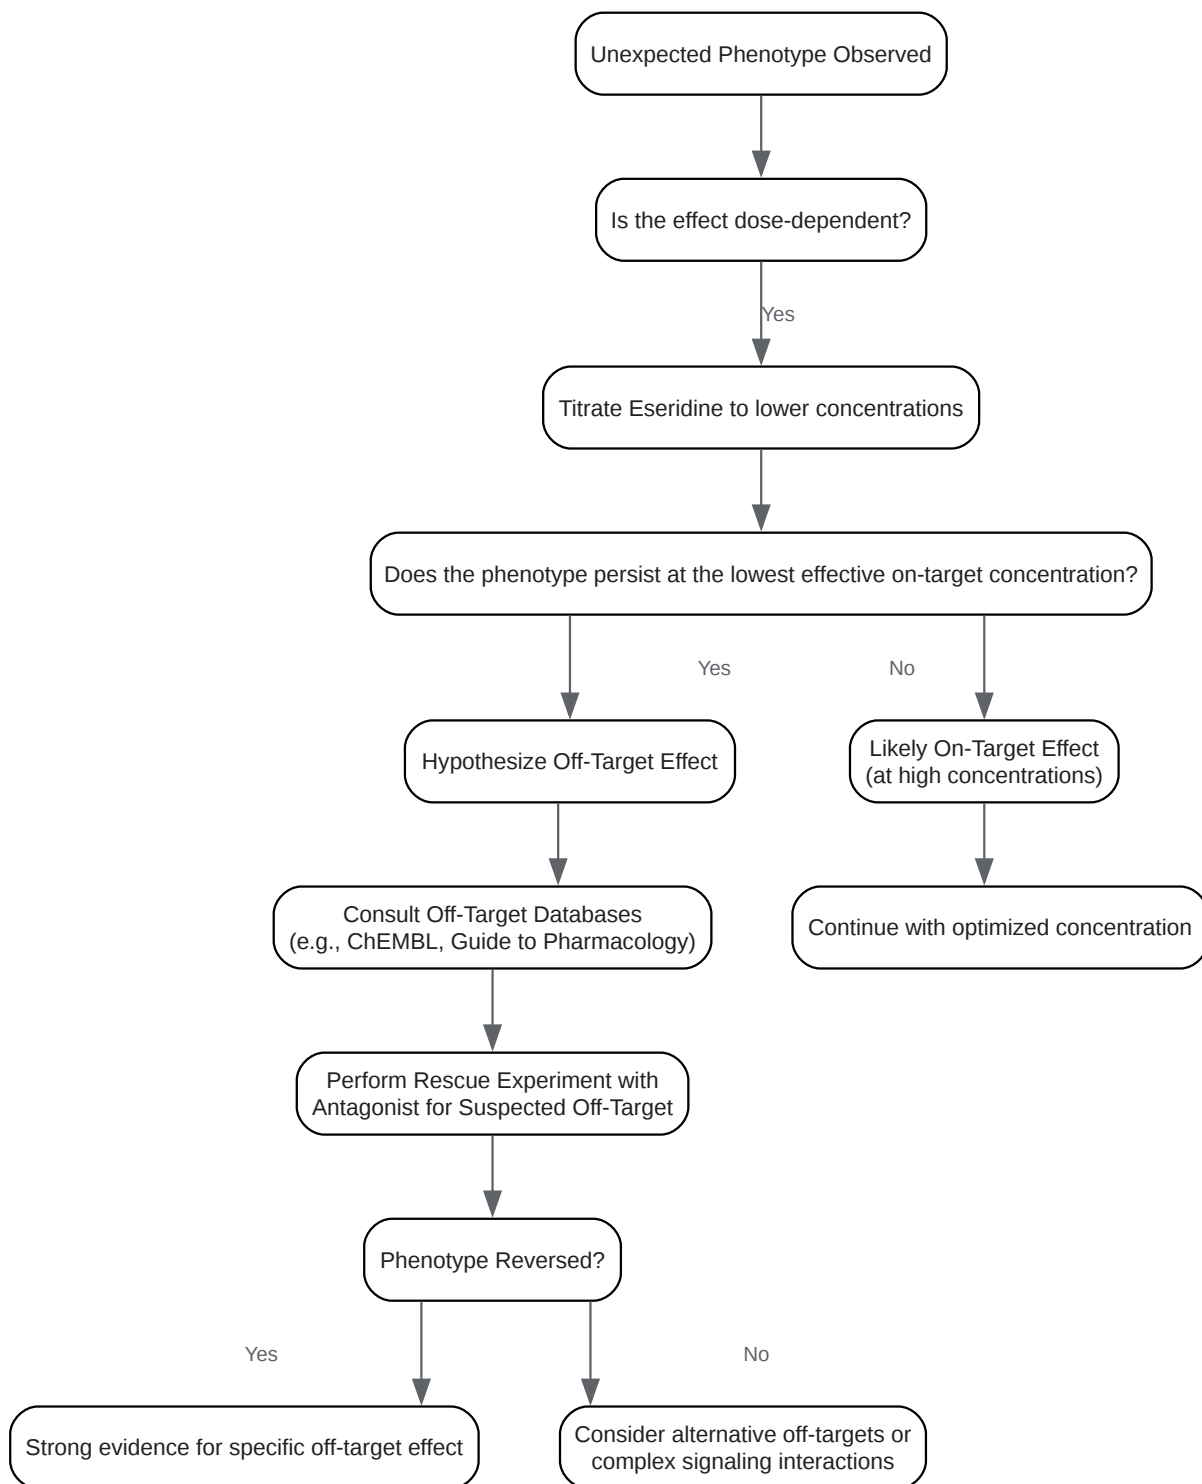 Unexpected Phenotype Observed
Is the effect dose-dependent?
Yes
Titrate Eseridine to lower concentrations
Does the phenotype persist at the lowest effective on-target concentration?
Yes
No
Hypothesize Off-Target Effect
Likely On-Target Effect
(at high concentrations)
Consult Off-Target Databases
(e.g., ChEMBL, Guide to Pharmacology)
Continue with optimized concentration
Perform Rescue Experiment with
Antagonist for Suspected Off-Target
Phenotype Reversed?
Yes
No
Strong evidence for specific off-target effect
Consider alternative off-targets or
complex signaling interactions